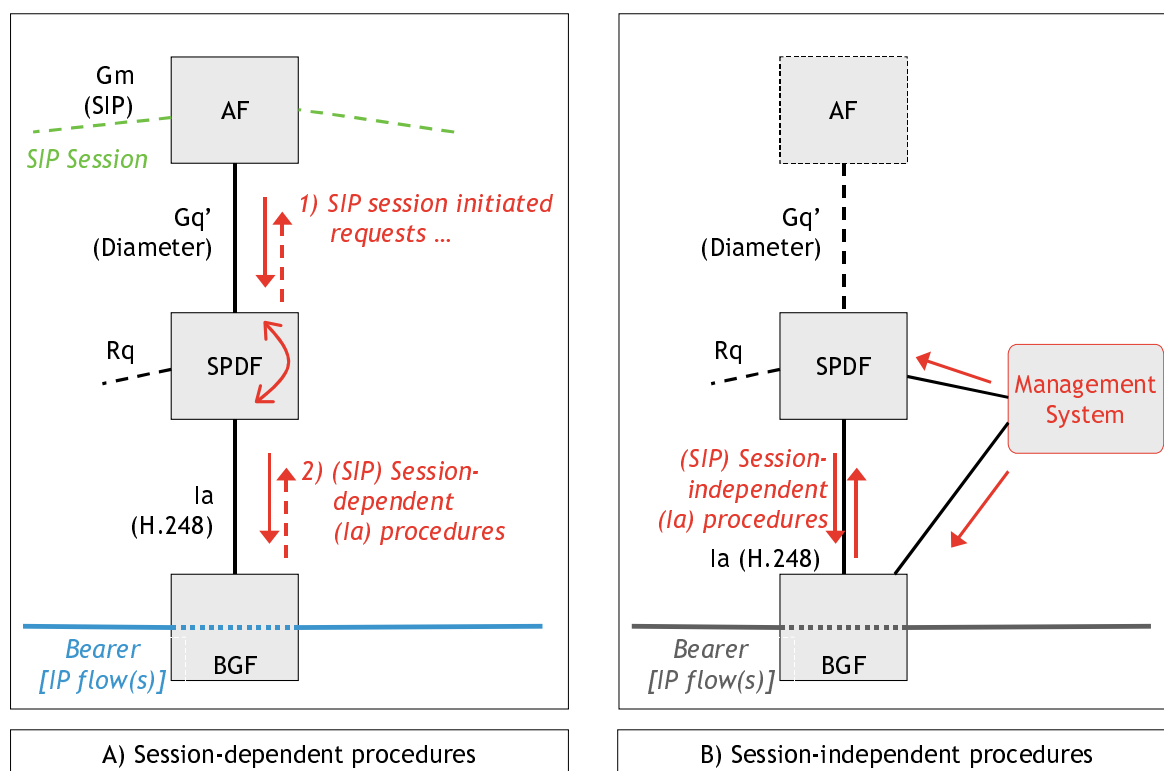 Gm
(SIP)
AF
SIP Session
Gq’
(Diameter)
1) SIP session initiated
requests …
Rq
SPDF
Ia
(H.248)
2) (SIP) Session-
dependent
(Ia) procedures
Bearer
[IP flow(s)]
BGF
A) Session-dependent procedures
AF
Gq’
(Diameter)
Rq
SPDF
Management
System
(SIP) Session-
independent
(Ia) procedures
Ia (H.248)
Bearer
[IP flow(s)]
BGF
B) Session-independent procedures